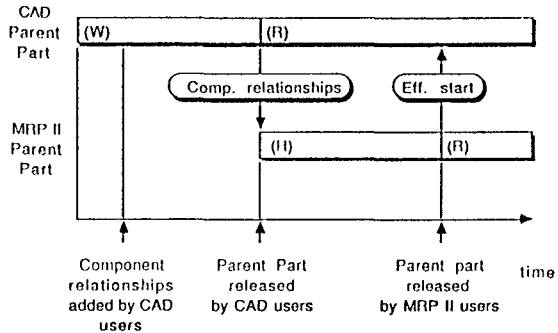 CAD
Parent
Part
(W)
(R)
Comp. relationships
Eff. start
MRP II
Parent
Part
(H)
(R)
Component
relationships
added by CAD
users
Parent Part
released
by CAD users
Parent part
released
by MRP II users
time